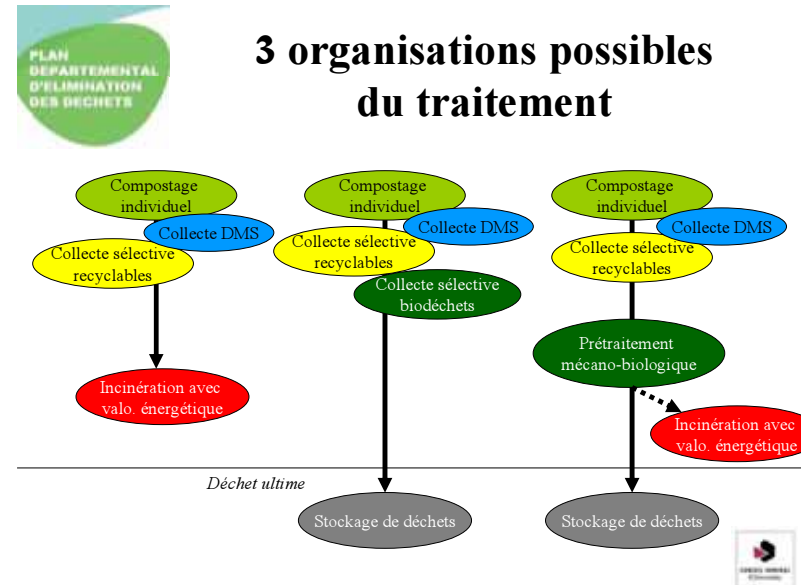 PLAN
DEPARTEMENTAL
D'ELIMINATION
DES DECHETS
3 organisations possibles
du traitement
Compostage
individuel
Collecte DMS
Collecte sélective
recyclables
Incinération avec
valo. énergétique
Compostage
individuel
Collecte DMS
Collecte sélective
recyclables
Collecte sélective
biodéchets
Compostage
individuel
Collecte DMS
Collecte sélective
recyclables
Prétraitement
mécano-biologique
Incinération avec
valo. énergétique
Déchet ultime
Stockage de déchets
Stockage de déchets